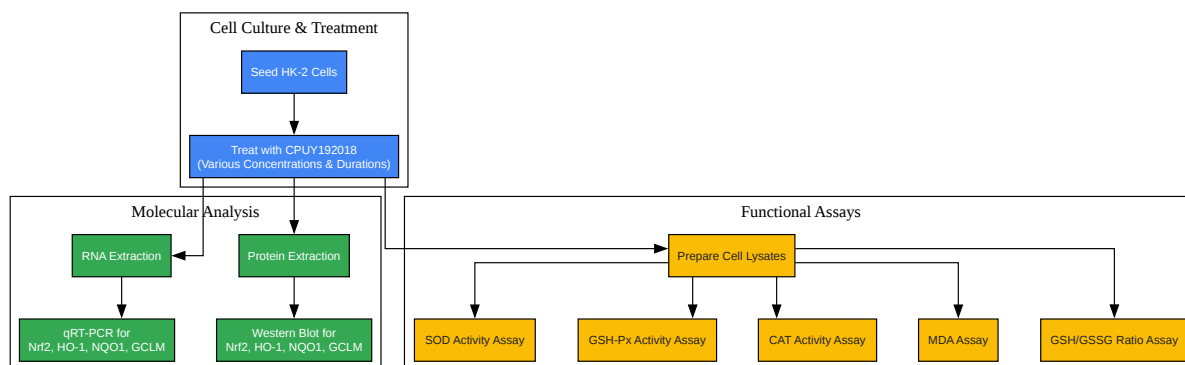 Cell Culture & Treatment
Seed HK-2 Cells
Treat with CPUY192018
(Various Concentrations & Durations)
Molecular Analysis
Functional Assays
RNA Extraction
Protein Extraction
Prepare Cell Lysates
qRT-PCR for
Nrf2, HO-1, NQO1, GCLM
Western Blot for
Nrf2, HO-1, NQO1, GCLM
SOD Activity Assay
GSH-Px Activity Assay
CAT Activity Assay
MDA Assay
GSH/GSSG Ratio Assay